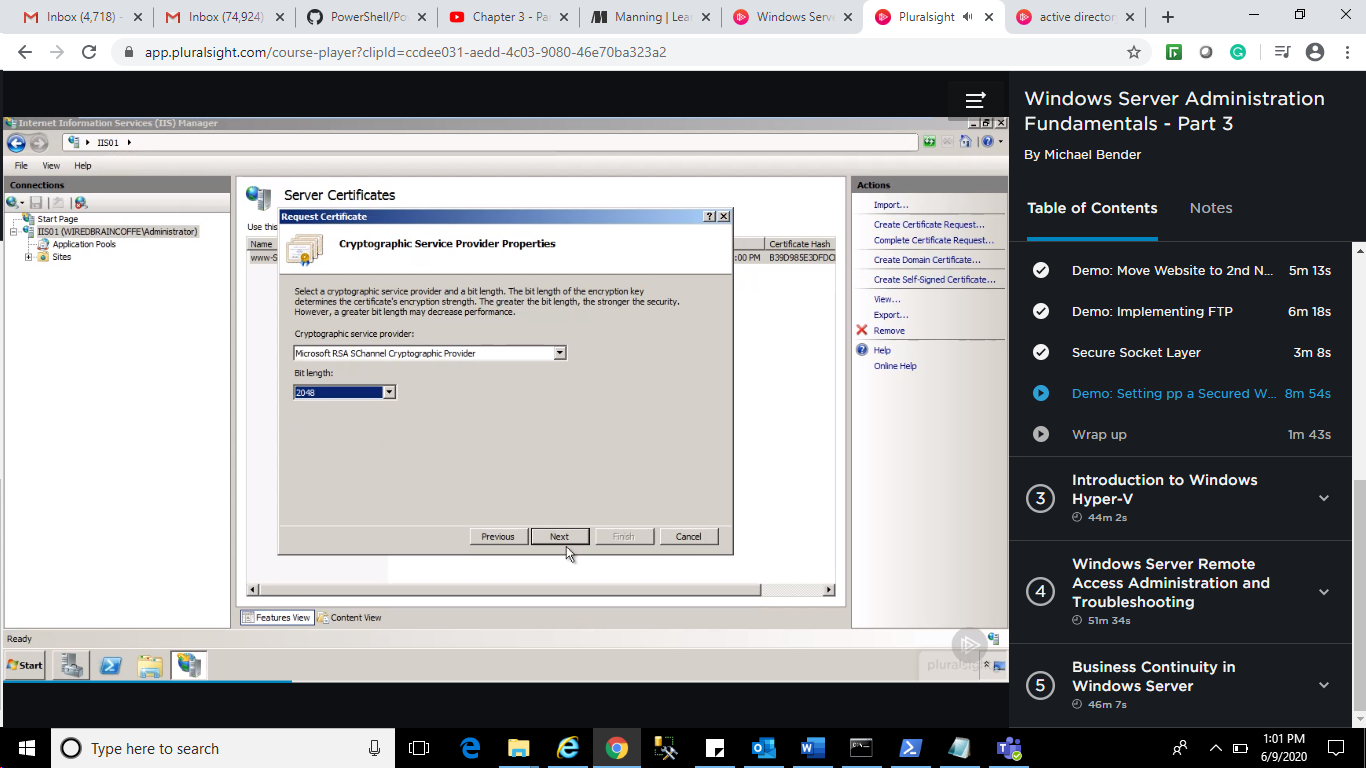 Inbox (4,718) -
Inbox (74,924)
PowerShell/Po
Chapter 3 - Pa
Manning | Lea
Windows Serve
Pluralsight
active director
app.pluralsight.com/course-player?clipId=ccdee031-aedd-4c03-9080-46e70ba323a2
Internet Information Services (IIS) Manager
IIS01
File View Help
Connections
Start Page
IIS01 (WIREDBRAINCOFFE\Administrator)
Application Pools
Sites
Server Certificates
Use this
Name
Certificate Hash
www-S
:00 PM
B39D985E3DFDC
Request Certificate
Cryptographic Service Provider Properties
Select a cryptographic service provider and a bit length. The bit length of the encryption key
determines the certificate's encryption strength. The greater the bit length, the stronger the security.
However, a greater bit length may decrease performance.
Cryptographic service provider:
Microsoft RSA SChannel Cryptographic Provider
Bit length:
2048
Previous Next Finish Cancel
Features View Content View
Actions
Import...
Create Certificate Request...
Complete Certificate Request...
Create Domain Certificate...
Create Self-Signed Certificate...
View...
Export...
Remove
Help
Online Help
Ready
Start
pluralsig
Windows Server Administration
Fundamentals - Part 3
By Michael Bender
Table of Contents Notes
Demo: Move Website to 2nd N... 5m 13s
Demo: Implementing FTP 6m 18s
Secure Socket Layer 3m 8s
Demo: Setting pp a Secured W... 8m 54s
Wrap up 1m 43s
3
Introduction to Windows
Hyper-V
44m 2s
4
Windows Server Remote
Access Administration and
Troubleshooting
51m 34s
5
Business Continuity in
Windows Server
46m 7s
Type here to search
1:01 PM
6/9/2020